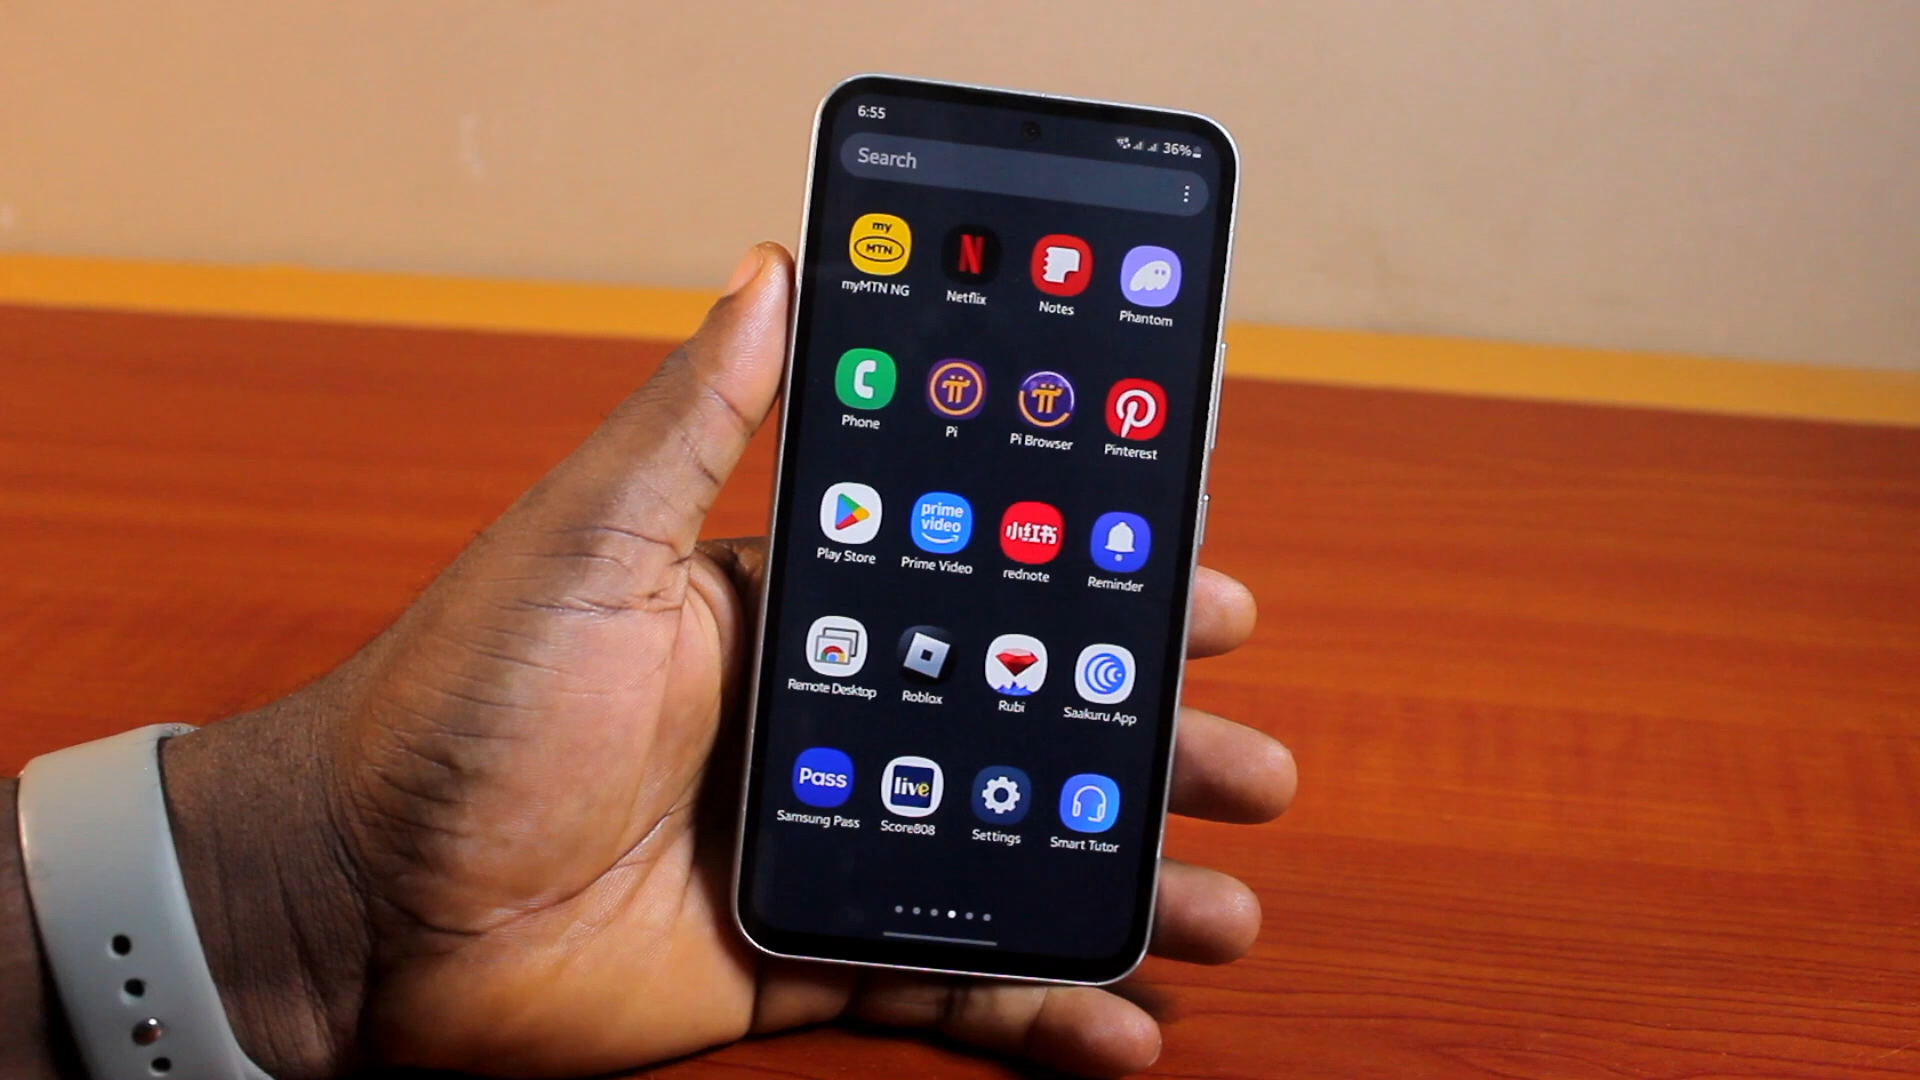 6:55
36%
Search
my
MTN
N
myMTN NG
Netflix
Notes
Phantom
Phone
Pi
Pi Browser
Pinterest
prime
video
小红书
Play Store
Prime Video
rednote
Reminder
Remote Desktop
Roblox
Rubi
Saakuru App
Pass
live
Samsung Pass
Score808
Settings
Smart Tutor